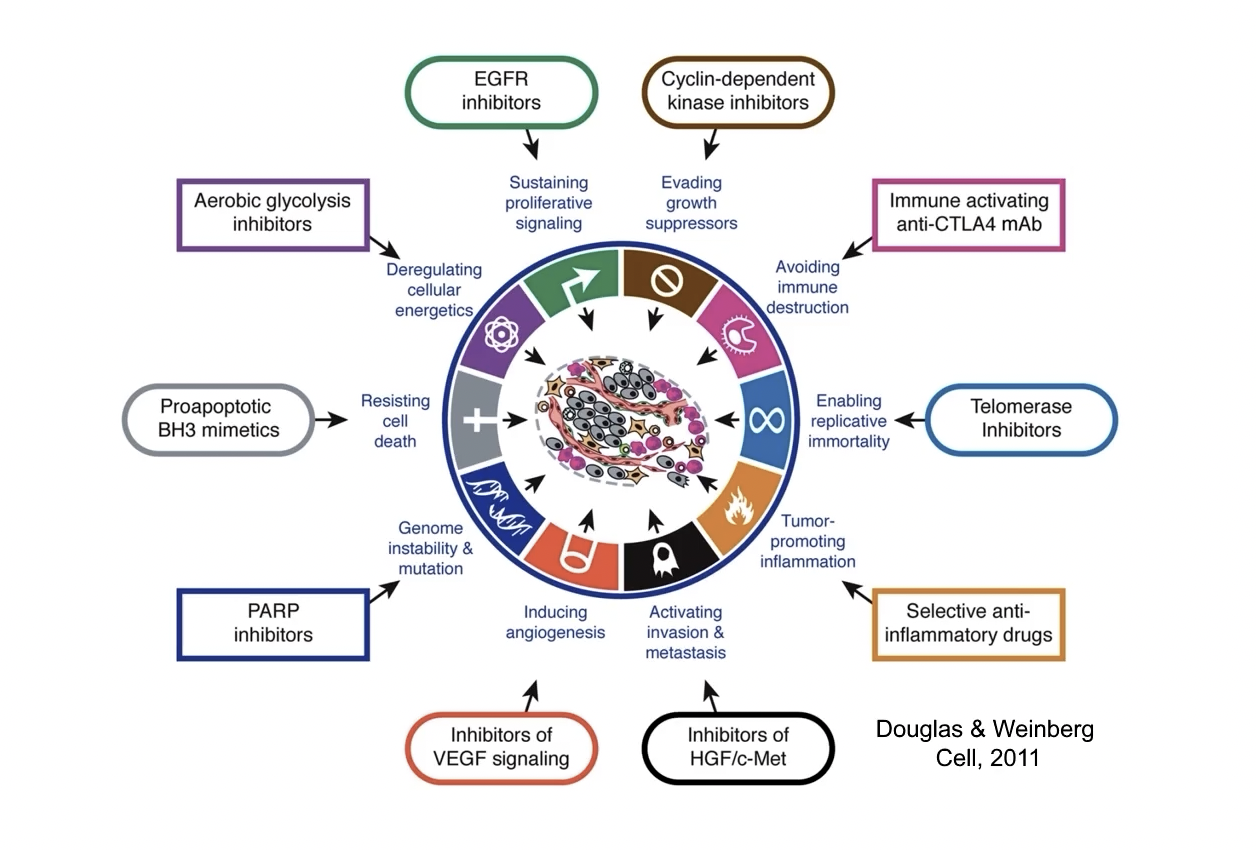 EGFR
inhibitors
Cyclin-dependent
kinase inhibitors
Sustaining
proliferative
signaling
Evading
growth
suppressors
Aerobic glycolysis
inhibitors
Immune activating
anti-CTLA4 mAb
Deregulating
cellular
energetics
Avoiding
immune
destruction
Proapoptotic
BH3 mimetics
Resisting
cell
death
Enabling
replicative
immortality
Telomerase
Inhibitors
Genome
instability &
mutation
Tumor-
promoting
inflammation
PARP
inhibitors
Inducing
angiogenesis
Activating
invasion &
metastasis
Selective anti-
inflammatory drugs
Inhibitors of
VEGF signaling
Inhibitors of
HGF/c-Met
Douglas & Weinberg
Cell, 2011